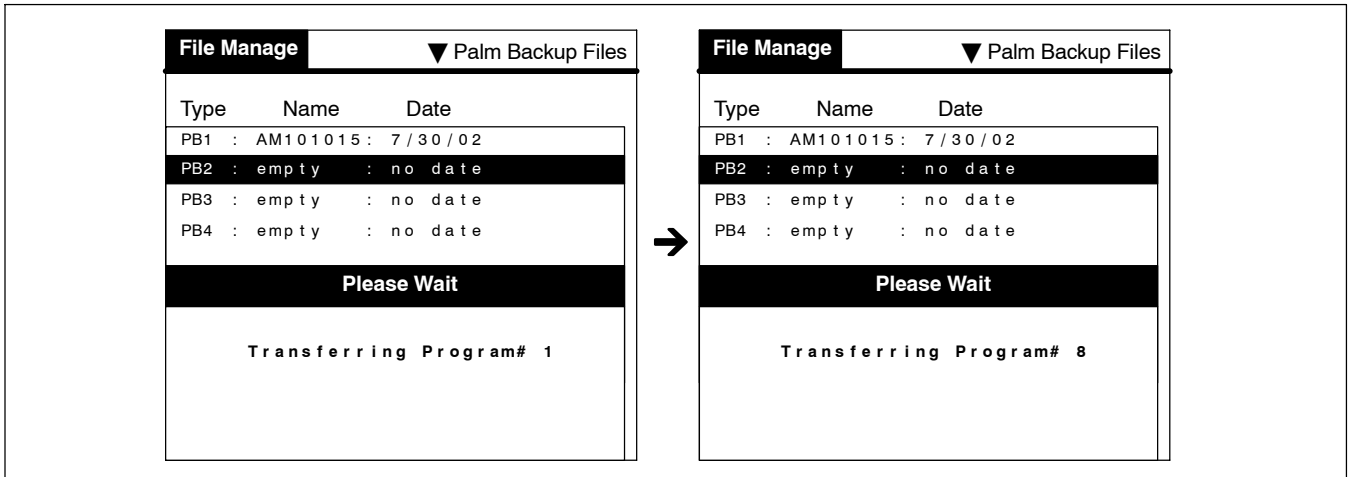 File Manage ▼ Palm Backup Files
Type Name Date
PB1 : AM101015: 7/30/02
PB2 : empty : no date
PB3 : empty : no date
PB4 : empty : no date
Please Wait
Transferring Program# 1
➔
File Manage ▼ Palm Backup Files
Type Name Date
PB1 : AM101015: 7/30/02
PB2 : empty : no date
PB3 : empty : no date
PB4 : empty : no date
Please Wait
Transferring Program# 8